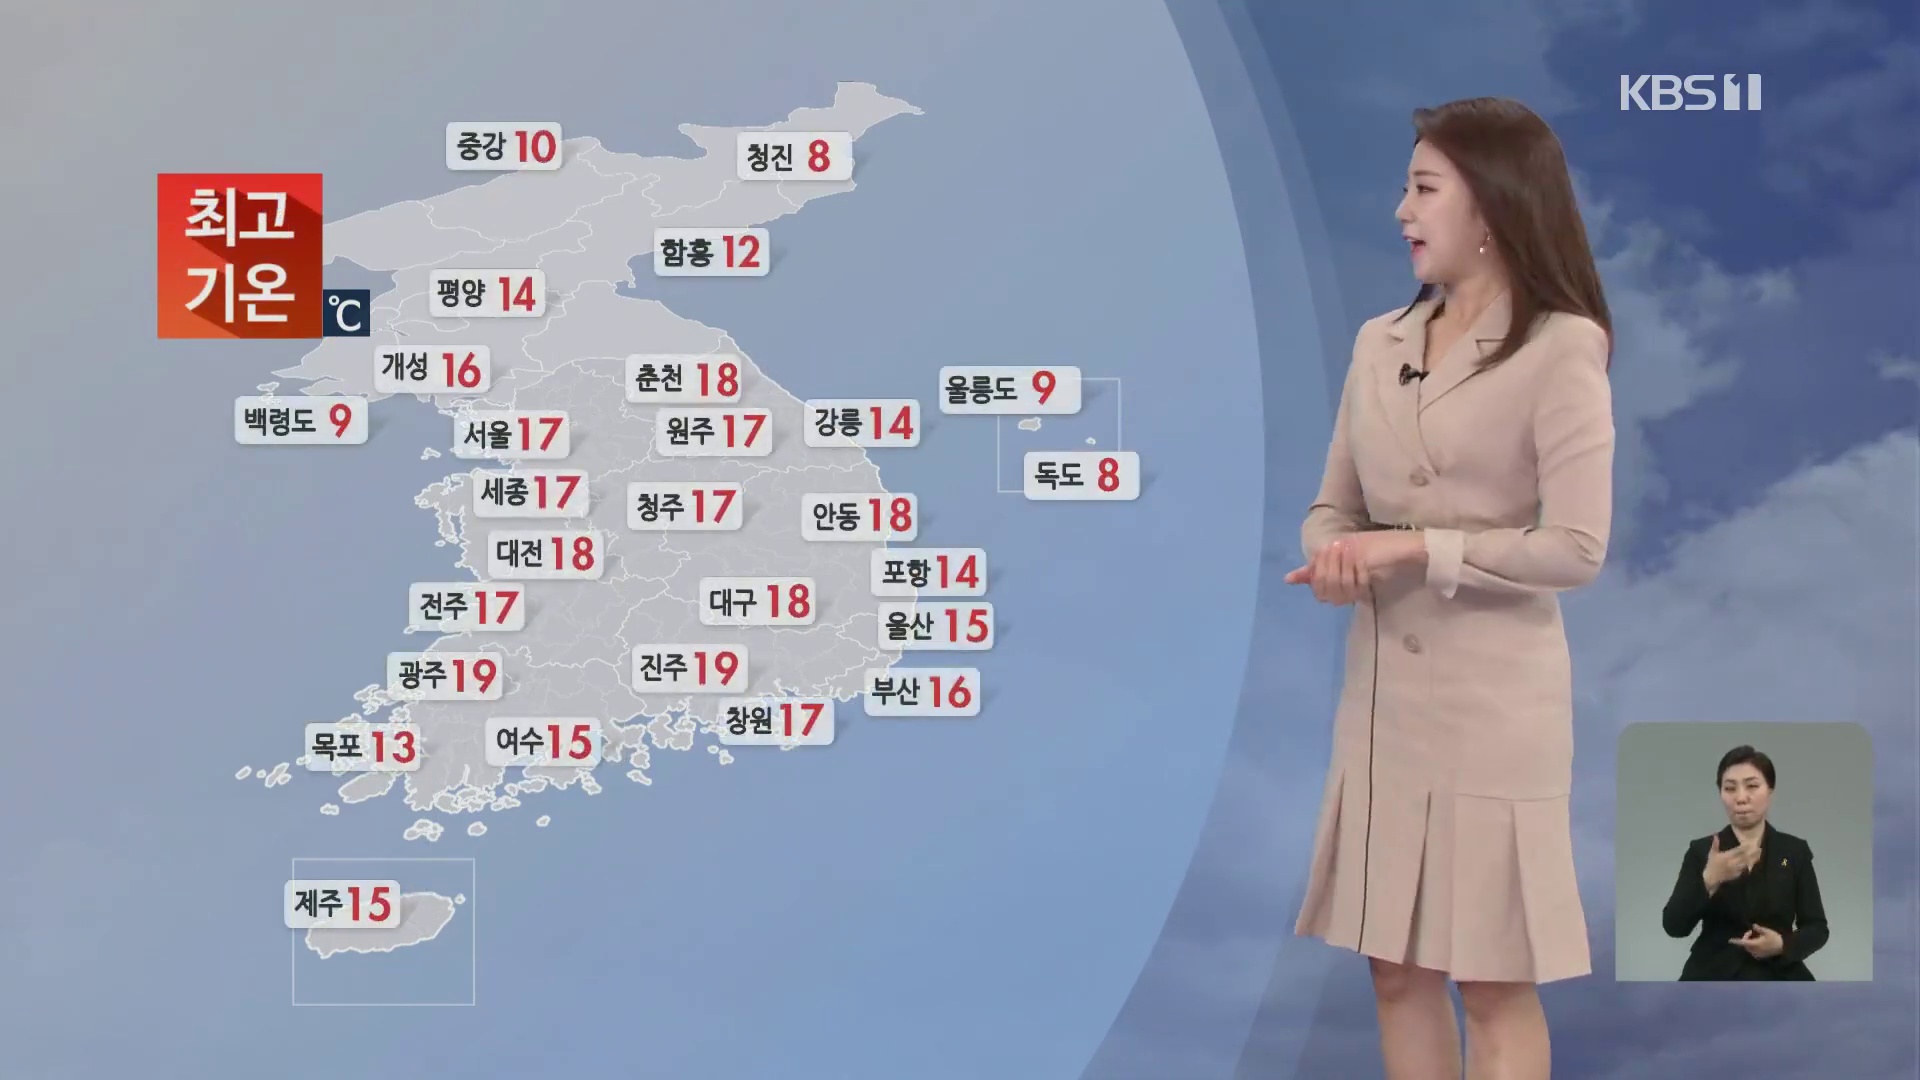 KBS 1
중강 10
청진 8
최고
기온
℃
함흥 12
평양 14
개성 16
춘천 18
울릉도 9
백령도 9
서울 17
원주 17
강릉 14
독도 8
세종 17
청주 17
안동 18
대전 18
포항 14
전주 17
대구 18
울산 15
광주 19
진주 19
부산 16
목포 13
여수 15
창원 17
제주 15